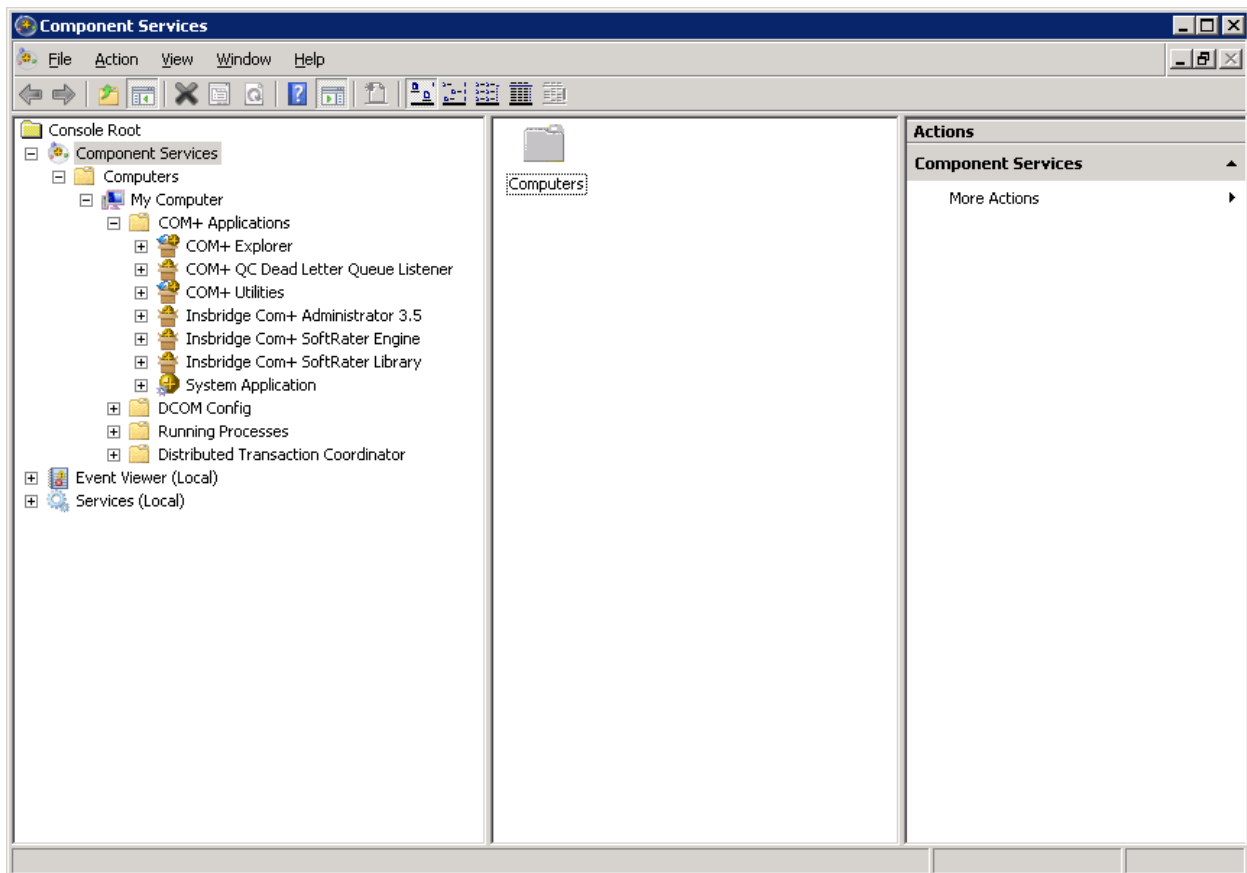 Component Services
File Action View Window Help
Console Root
Component Services
Computers
My Computer
COM+ Applications
COM+ Explorer
COM+ QC Dead Letter Queue Listener
COM+ Utilities
Insbridge Com+ Administrator 3.5
Insbridge Com+ SoftRater Engine
Insbridge Com+ SoftRater Library
System Application
DCOM Config
Running Processes
Distributed Transaction Coordinator
Event Viewer (Local)
Services (Local)
Computers
Actions
Component Services
More Actions